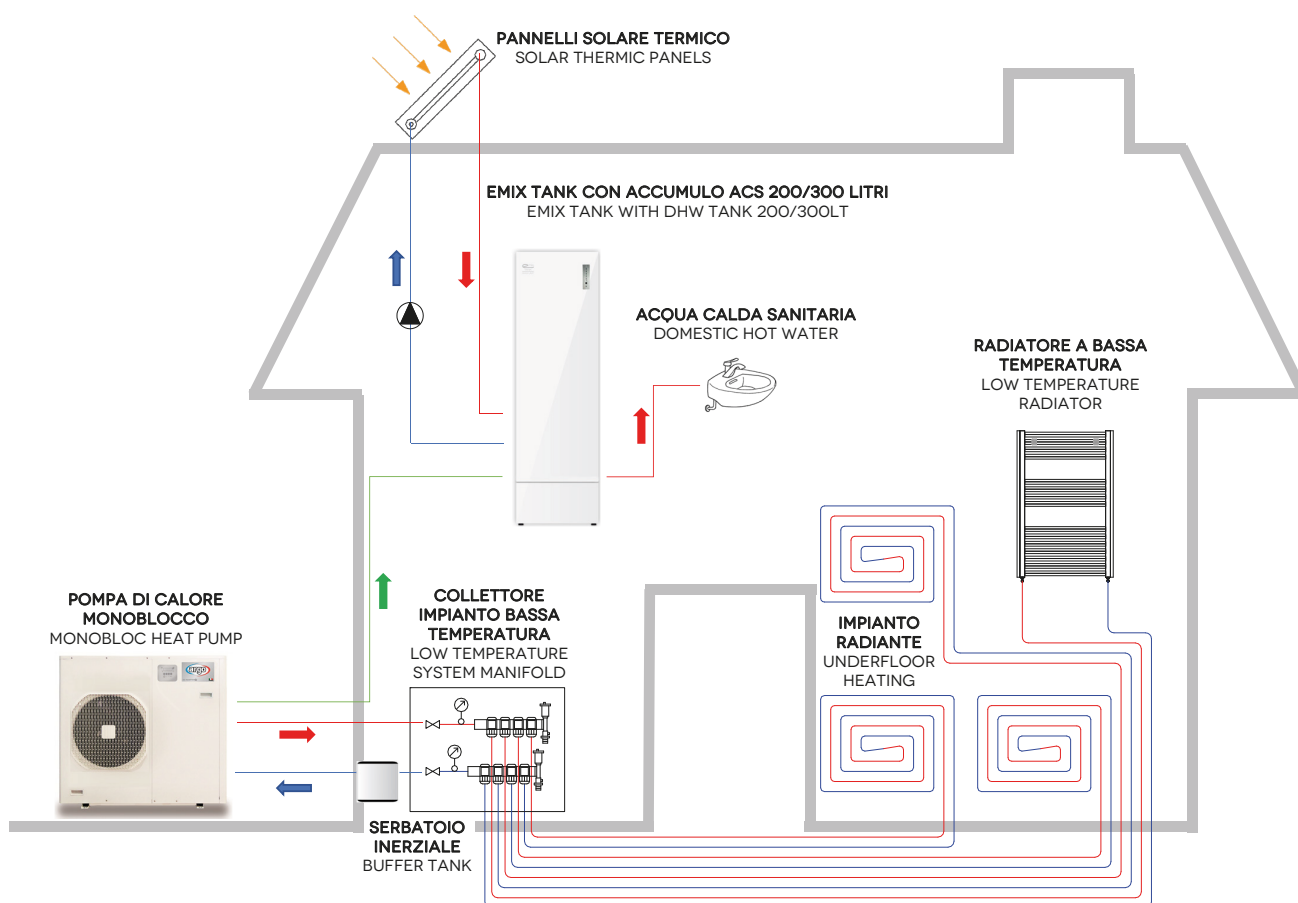 PANNELLI SOLARE TERMICO
SOLAR THERMIC PANELS
EMIX TANK CON ACCUMULO ACS 200/300 LITRI
EMIX TANK WITH DHW TANK 200/300LT
ACQUA CALDA SANITARIA
DOMESTIC HOT WATER
RADIATORE A BASSA
TEMPERATURA
LOW TEMPERATURE
RADIATOR
POMPA DI CALORE
MONOBLOCCO
MONOBLOC HEAT PUMP
COLLETTORE
IMPIANTO BASSA
TEMPERATURA
LOW TEMPERATURE
SYSTEM MANIFOLD
IMPIANTO
RADIANTE
UNDERFLOOR
HEATING
SERBATOIO
INERZIALE
BUFFER TANK